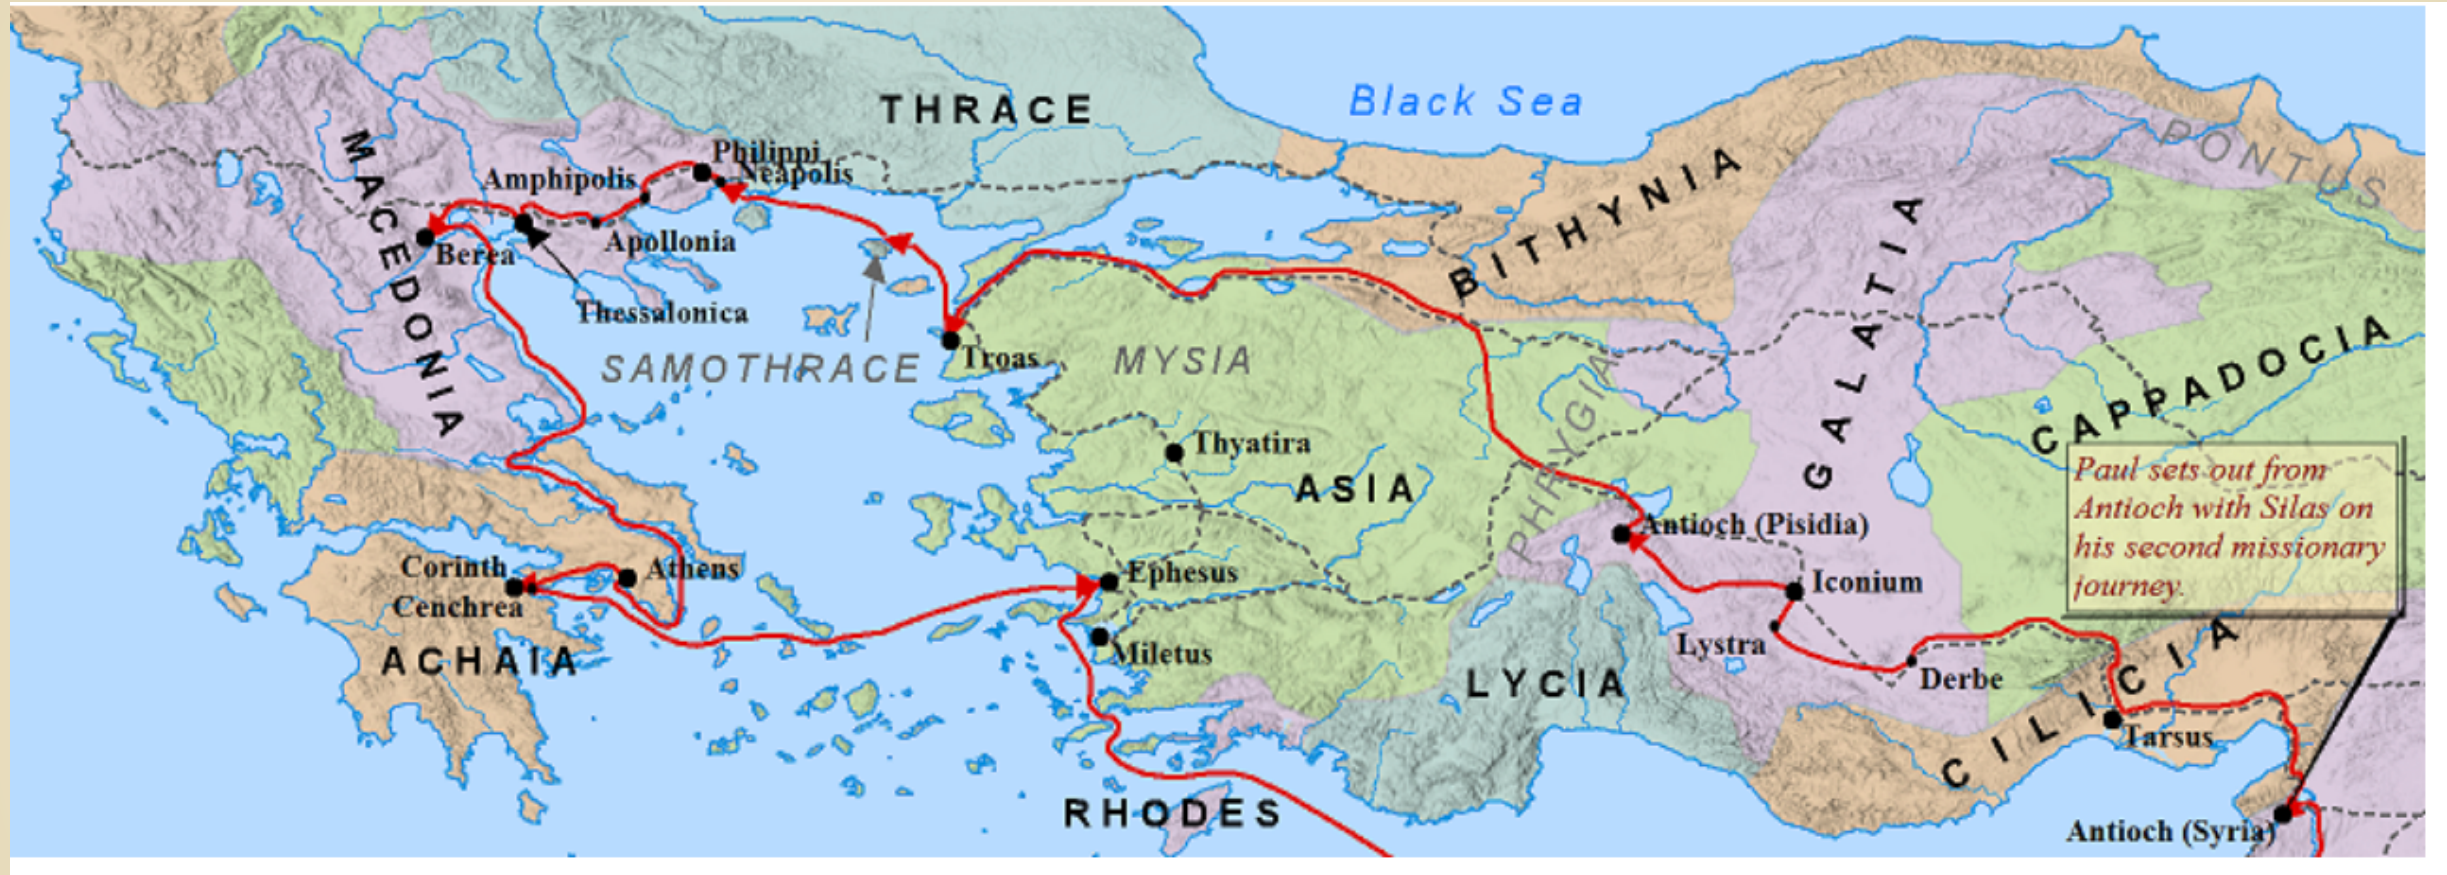 Black Sea
THRACE
PONTUS
Philippi
Neapolis
Amphipolis
MACEDONIA
BITHYNIA
GALATIA
Apollonia
Berea
Thessalonica
SAMOTHRACE
Troas
MYSIA
PHRYGIA
CAPPADOCIA
Thyatira
ASIA
Paul sets out from
Antioch with Silas on
his second missionary
journey.
Antioch (Pisidia)
Corinth
Athens
Ephesus
Iconium
Cenchrea
Lystra
Miletus
ACHAIA
LYCIA
Derbe
CILICIA
Tarsus
RHODES
Antioch (Syria)